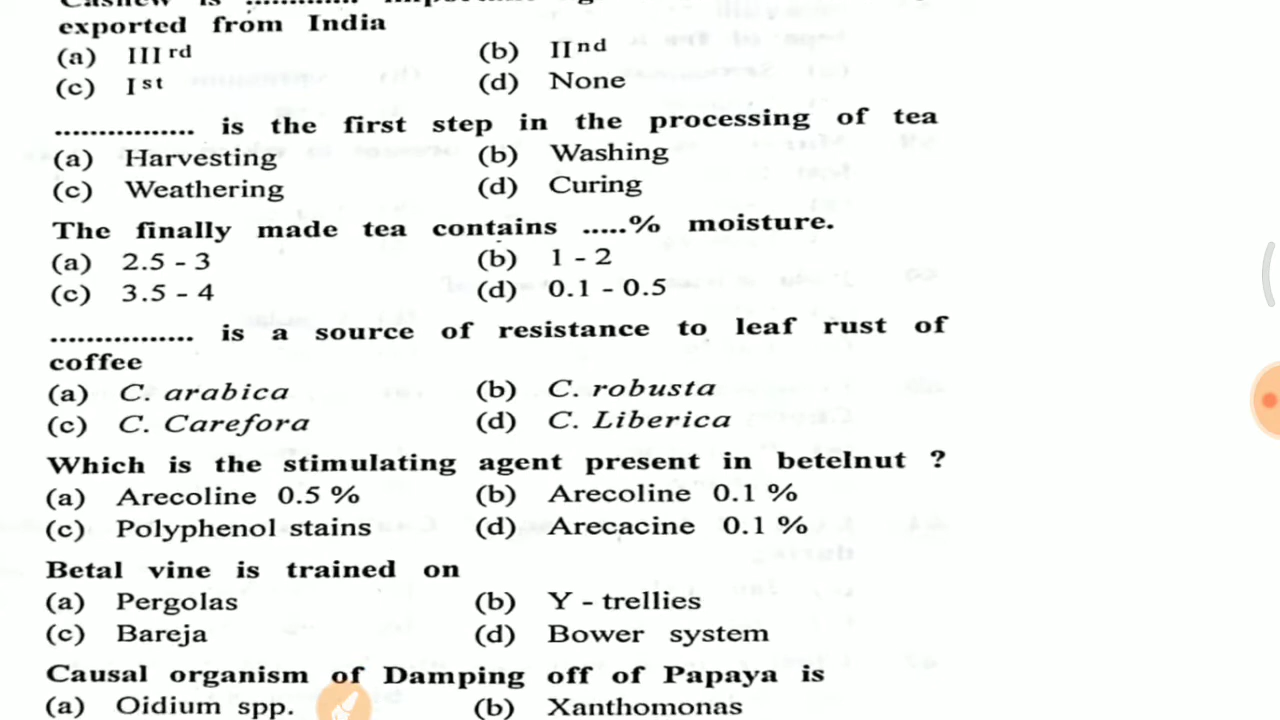 Cashew is ..............
exported from India
(a) IIIrd (b) IInd
(c) Ist (d) None
................ is the first step in the processing of tea
(a) Harvesting (b) Washing
(c) Weathering (d) Curing
The finally made tea contains .....% moisture.
(a) 2.5 - 3 (b) 1 - 2
(c) 3.5 - 4 (d) 0.1 - 0.5
................ is a source of resistance to leaf rust of
coffee
(a) C. arabica (b) C. robusta
(c) C. Carefora (d) C. Liberica
Which is the stimulating agent present in betelnut ?
(a) Arecoline 0.5 % (b) Arecoline 0.1 %
(c) Polyphenol stains (d) Arecacine 0.1 %
Betal vine is trained on
(a) Pergolas (b) Y - trellies
(c) Bareja (d) Bower system
Causal organism of Damping off of Papaya is
(a) Oidium spp. (b) Xanthomonas